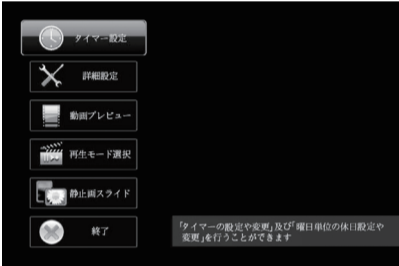 タイマー設定
詳細設定
動画プレビュー
再生モード選択
静止画スライド
終了
「タイマーの設定や変更」及び「曜日単位の休日設定や
変更」を行うことができます